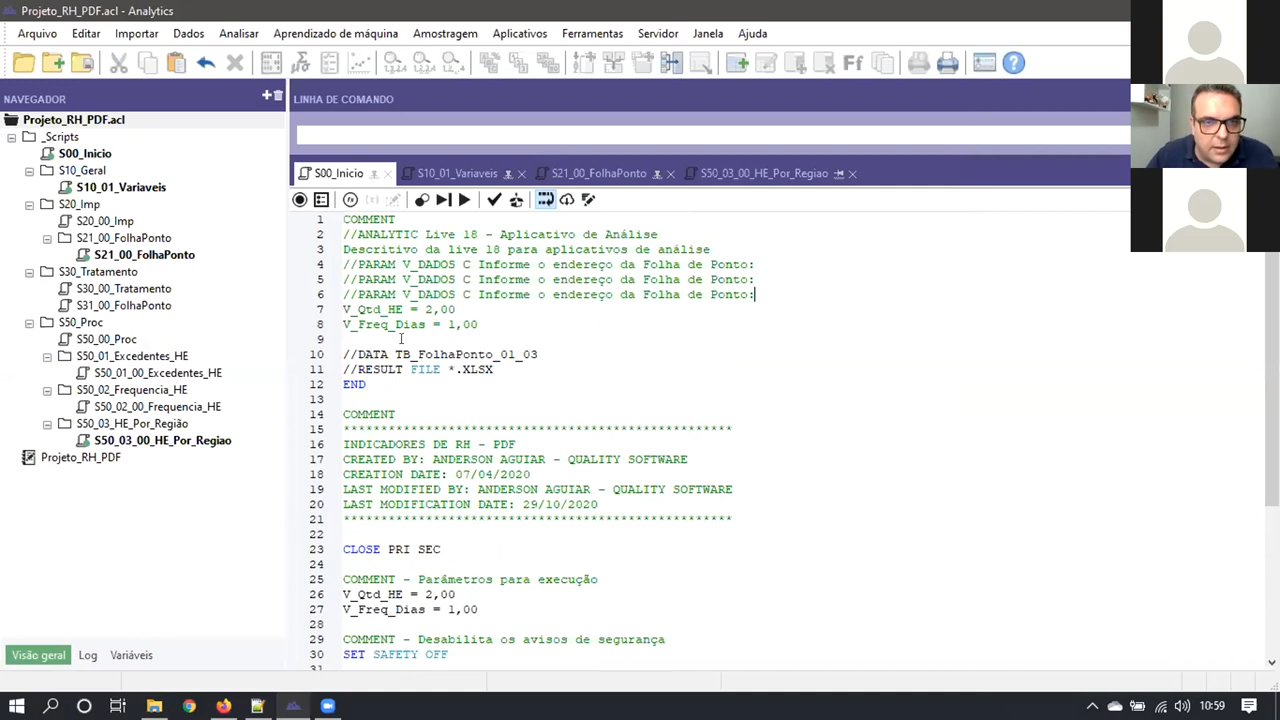 Projeto_RH_PDF.acl - Analytics
Arquivo Editar Importar Dados Analisar Aprendizado de máquina Amostragem Aplicativos Ferramentas Servidor Janela Ajuda
NAVEGADOR
LINHA DE COMANDO
Projeto_RH_PDF.acl
_Scripts
S00_Inicio
S10_Geral
S10_01_Variaveis
S20_Imp
S20_00_Imp
S21_00_FolhaPonto
S21_00_FolhaPonto
S30_Tratamento
S30_00_Tratamento
S31_00_FolhaPonto
S50_Proc
S50_00_Proc
S50_01_Excedentes_HE
S50_01_00_Excedentes_HE
S50_02_Frequencia_HE
S50_02_00_Frequencia_HE
S50_03_HE_Por_Região
S50_03_00_HE_Por_Regiao
Projeto_RH_PDF
Visão geral Log Variáveis
S00_Inicio S10_01_Variaveis S21_00_FolhaPonto S50_03_00_HE_Por_Regiao
1 COMMENT
2 //ANALYTIC Live 18 - Aplicativo de Análise
3 Descritivo da live 18 para aplicativos de análise
4 //PARAM V_DADOS C Informe o endereço da Folha de Ponto:
5 //PARAM V_DADOS C Informe o endereço da Folha de Ponto:
6 //PARAM V_DADOS C Informe o endereço da Folha de Ponto:
7 V_Qtd_HE = 2,00
8 V_Freq_Dias = 1,00
9
10 //DATA TB_FolhaPonto_01_03
11 //RESULT FILE *.XLSX
12 END
13
14 COMMENT
15 ****************************************************
16 INDICADORES DE RH - PDF
17 CREATED BY: ANDERSON AGUIAR - QUALITY SOFTWARE
18 CREATION DATE: 07/04/2020
19 LAST MODIFIED BY: ANDERSON AGUIAR - QUALITY SOFTWARE
20 LAST MODIFICATION DATE: 29/10/2020
21 ****************************************************
22
23 CLOSE PRI SEC
24
25 COMMENT - Parâmetros para execução
26 V_Qtd_HE = 2,00
27 V_Freq_Dias = 1,00
28
29 COMMENT - Desabilita os avisos de segurança
30 SET SAFETY OFF
31
10:59